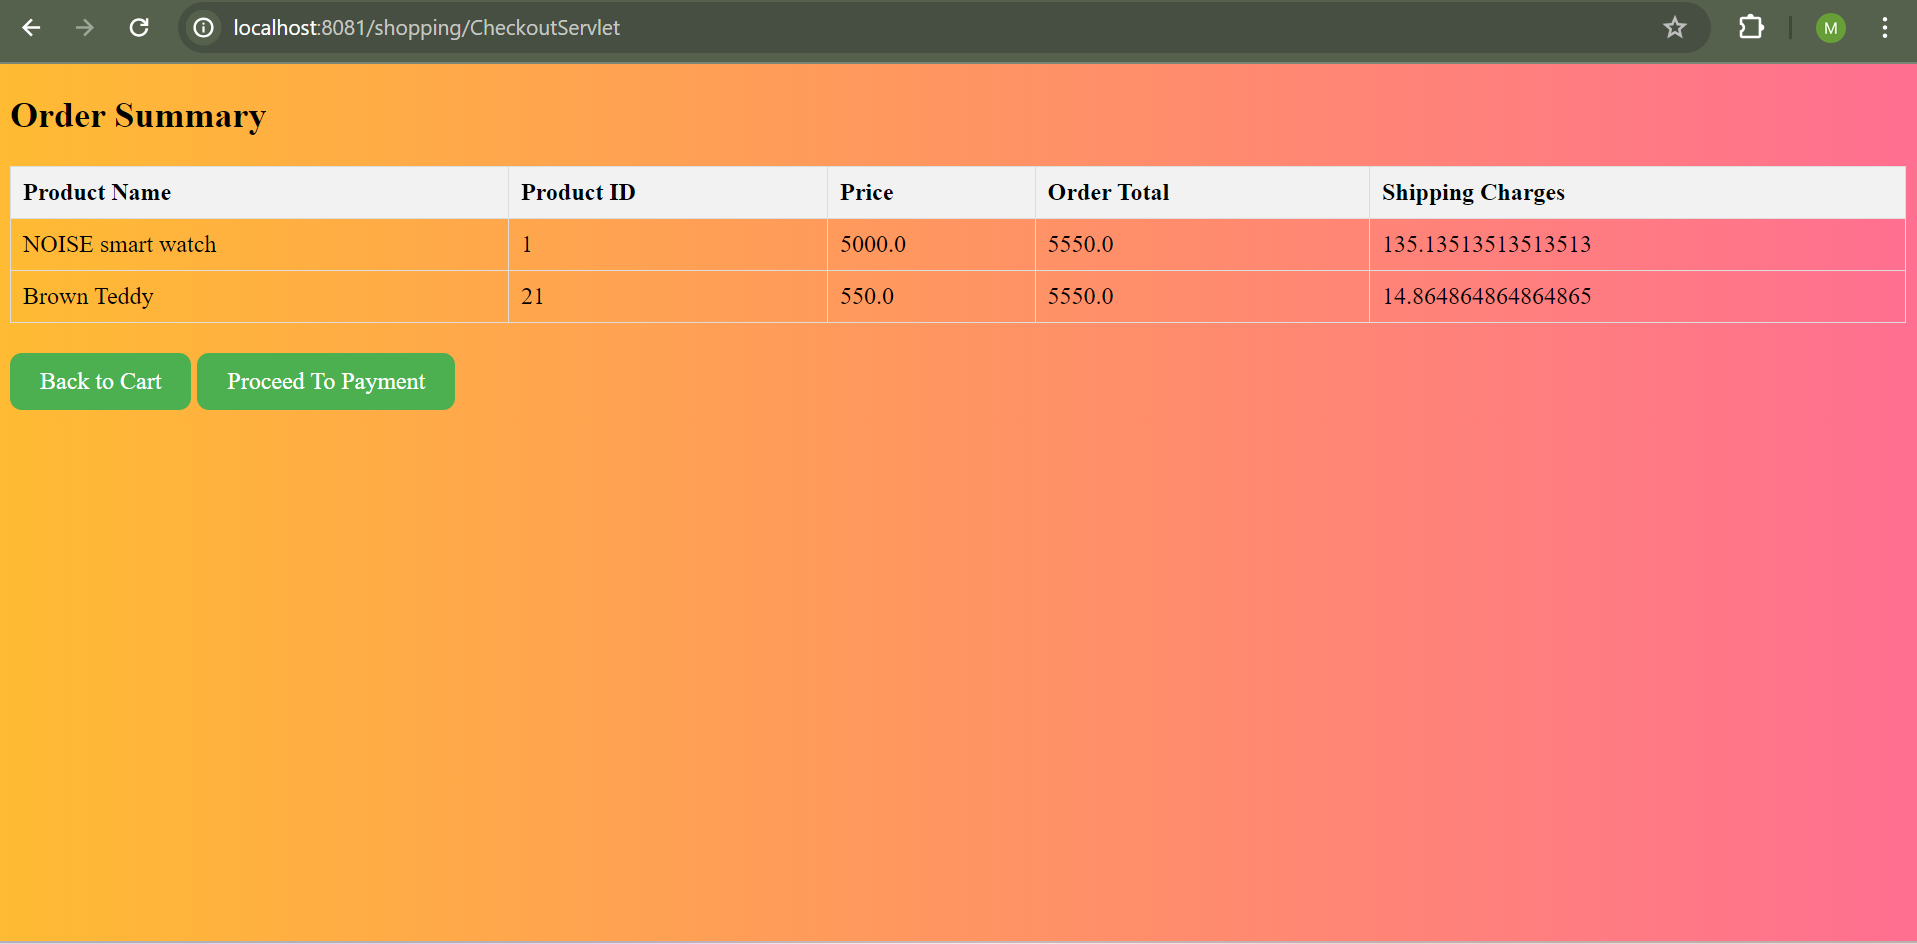 localhost:8081/shopping/CheckoutServlet
M
Order Summary
Product Name Product ID Price Order Total Shipping Charges
NOISE smart watch 1 5000.0 5550.0 135.13513513513513
Brown Teddy 21 550.0 5550.0 14.864864864864865
Back to Cart Proceed To Payment